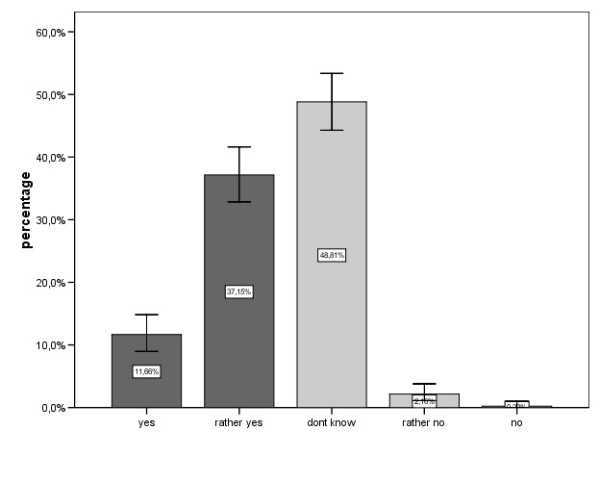 60,0%
50,0%
40,0%
30,0%
20,0%
10,0%
0,0%
percentage
11,66%
37,15%
48,81%
yes
rather yes
dont know
rather no
no